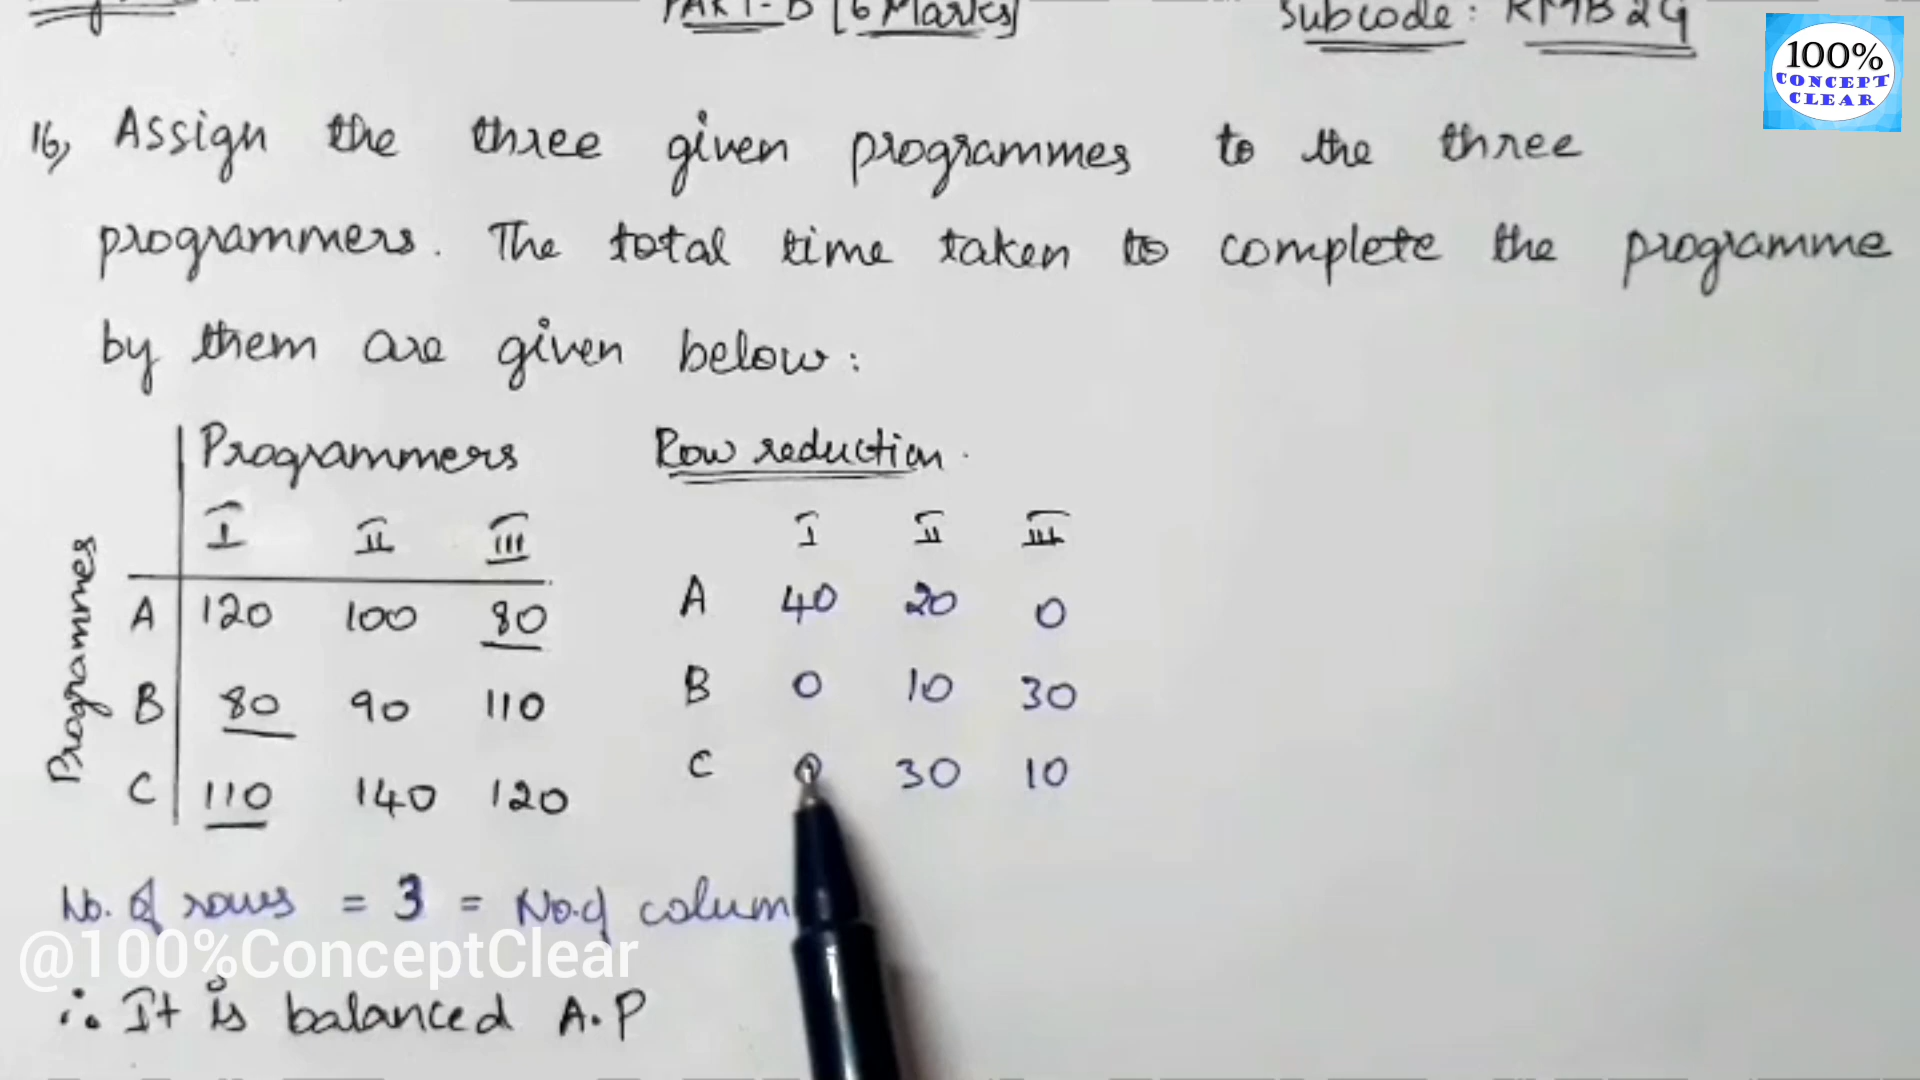 PART-B [6 Marks]
Subcode: RMB2G
100%
CONCEPT
CLEAR
16, Assign the three given programmes to the three
programmers. The total time taken to complete the programme
by them are given below:
Programmers
I II III
Programmes
A 120 100 80
B 80 90 110
C 110 140 120
Row reduction.
I II III
A 40 20 0
B 0 10 30
C 0 30 10
No. of rows = 3 = No. of colum
@100%ConceptClear
∴ It is balanced A.P